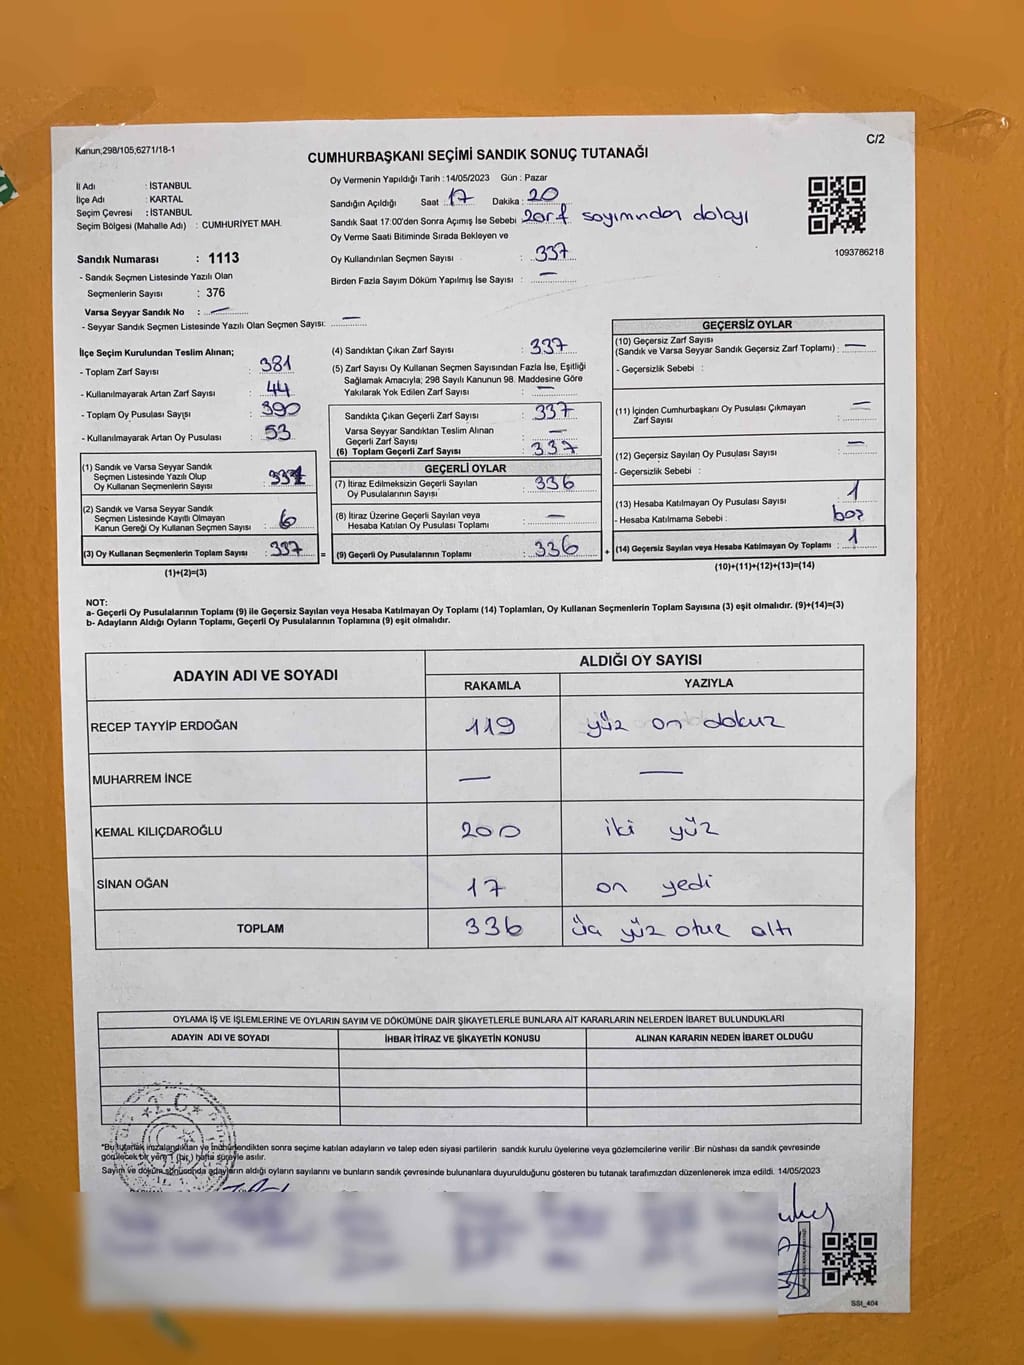 Kanun;298/105,6271/18-1
C/2
CUMHURBAŞKANI SEÇİMİ SANDIK SONUÇ TUTANAĞI
İl Adı : İSTANBUL
İlçe Adı : KARTAL
Seçim Çevresi : İSTANBUL
Seçim Bölgesi (Mahalle Adı) : CUMHURİYET MAH.
Sandık Numarası : 1113
- Sandık Seçmen Listesinde Yazılı Olan
Seçmenlerin Sayısı : 376
Varsa Seyyar Sandık No : —
- Seyyar Sandık Seçmen Listesinde Yazılı Olan Seçmen Sayısı: —
Oy Vermenin Yapıldığı Tarih : 14/05/2023 Gün : Pazar
Sandığın Açıldığı Saat : 17 Dakika : 20
Sandık Saat 17:00'den Sonra Açımış İse Sebebi : zarf sayımından dolayı
Oy Verme Saati Bitiminde Sırada Bekleyen ve
Oy Kullandırılan Seçmen Sayısı : 337
Birden Fazla Sayım Döküm Yapılmış İse Sayısı : —
1093786218
İlçe Seçim Kurulundan Teslim Alınan;
- Toplam Zarf Sayısı : 381
- Kullanılmayarak Artan Zarf Sayısı : 44
- Toplam Oy Pusulası Sayısı : 390
- Kullanılmayarak Artan Oy Pusulası : 53
(1) Sandık ve Varsa Seyyar Sandık
Seçmen Listesinde Yazılı Olup
Oy Kullanan Seçmenlerin Sayısı :
(2) Sandık ve Varsa Seyyar Sandık
Seçmen Listesinde Kayıtlı Olmayan
Kanun Gereği Oy Kullanan Seçmen Sayısı : 6
(3) Oy Kullanan Seçmenlerin Toplam Sayısı : 337 =
(1)+(2)=(3)
(4) Sandıktan Çıkan Zarf Sayısı : 337
(5) Zarf Sayısı Oy Kullanan Seçmen Sayısından Fazla İse, Eşitliği
Sağlamak Amacıyla; 298 Sayılı Kanunun 98. Maddesine Göre
Yakılarak Yok Edilen Zarf Sayısı : —
Sandıkta Çıkan Geçerli Zarf Sayısı : 337
Varsa Seyyar Sandıktan Teslim Alınan
Geçerli Zarf Sayısı : —
(6) Toplam Geçerli Zarf Sayısı : 337
GEÇERLİ OYLAR
(7) İtiraz Edilmeksizin Geçerli Sayılan
Oy Pusulalarının Sayısı : 336
(8) İtiraz Üzerine Geçerli Sayılan veya
Hesaba Katılan Oy Pusulası Toplamı : —
(9) Geçerli Oy Pusulalarının Toplamı : 336 +
GEÇERSİZ OYLAR
(10) Geçersiz Zarf Sayısı
(Sandık ve Varsa Seyyar Sandık Geçersiz Zarf Toplamı) : —
- Geçersizlik Sebebi :
(11) İçinden Cumhurbaşkanı Oy Pusulası Çıkmayan
Zarf Sayısı : —
(12) Geçersiz Sayılan Oy Pusulası Sayısı : —
- Geçersizlik Sebebi :
(13) Hesaba Katılmayan Oy Pusulası Sayısı : 1
- Hesaba Katılmama Sebebi : boş
(14) Geçersiz Sayılan veya Hesaba Katılmayan Oy Toplamı : 1
(10)+(11)+(12)+(13)=(14)
NOT:
a- Geçerli Oy Pusulalarının Toplamı (9) ile Geçersiz Sayılan veya Hesaba Katılmayan Oy Toplamı (14) Toplamları, Oy Kullanan Seçmenlerin Toplam Sayısına (3) eşit olmalıdır. (9)+(14)=(3)
b- Adayların Aldığı Oyların Toplamı, Geçerli Oy Pusulalarının Toplamına (9) eşit olmalıdır.
ADAYIN ADI VE SOYADI
ALDIĞI OY SAYISI
RAKAMLA YAZIYLA
RECEP TAYYİP ERDOĞAN 119 yüz on dokuz
MUHARREM İNCE — —
KEMAL KILIÇDAROĞLU 200 iki yüz
SİNAN OĞAN 17 on yedi
TOPLAM 336 üç yüz otuz altı
OYLAMA İŞ VE İŞLEMLERİNE VE OYLARIN SAYIM VE DÖKÜMÜNE DAİR ŞİKAYETLERLE BUNLARA AİT KARARLARIN NELERDEN İBARET BULUNDUKLARI
ADAYIN ADI VE SOYADI İHBAR İTİRAZ VE ŞİKAYETİN KONUSU ALINAN KARARIN NEDEN İBARET OLDUĞU
T.C.
*Bu tutanak imzalandıktan ve mühürlendikten sonra seçime katılan adayların ve talep eden siyasi partilerin sandık kurulu üyelerine veya gözlemcilerine verilir .Bir nüshası da sandık çevresinde
görülecek bir yere 1 (bir) hafta süreyle asılır.
Sayım ve döküm sonucunda adayların aldığı oyların sayılarını ve bunların sandık çevresinde bulunanlara duyurulduğunu gösteren bu tutanak tarafımızdan düzenlenerek imza edildi. 14/05/2023
SSt_404